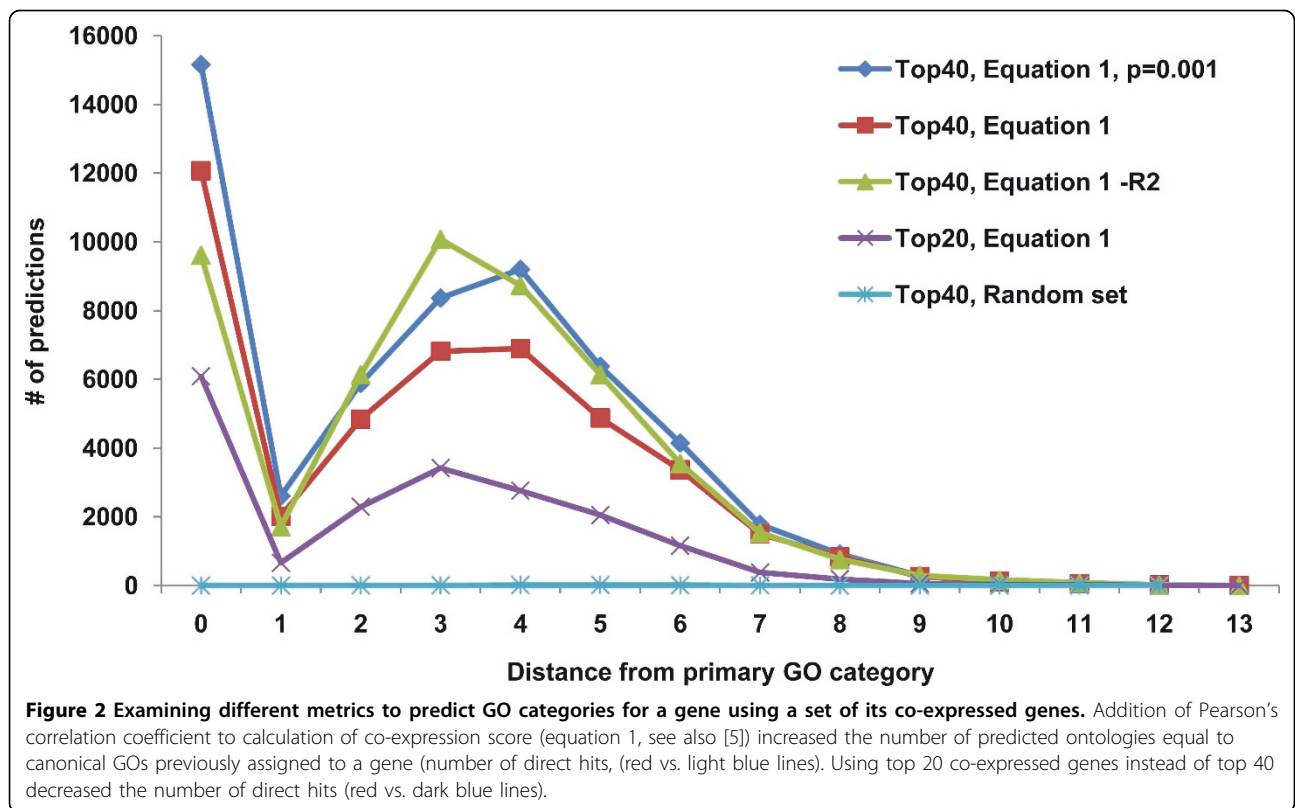 16000
14000
12000
10000
8000
6000
4000
2000
0
# of predictions
Top40, Equation 1, p=0.001
Top40, Equation 1
Top40, Equation 1 -R2
Top20, Equation 1
Top40, Random set
0 1 2 3 4 5 6 7 8 9 10 11 12 13
Distance from primary GO category
Figure 2 Examining different metrics to predict GO categories for a gene using a set of its co-expressed genes. Addition of Pearson's
correlation coefficient to calculation of co-expression score (equation 1, see also [5]) increased the number of predicted ontologies equal to
canonical GOs previously assigned to a gene (number of direct hits, (red vs. light blue lines). Using top 20 co-expressed genes instead of top 40
decreased the number of direct hits (red vs. dark blue lines).